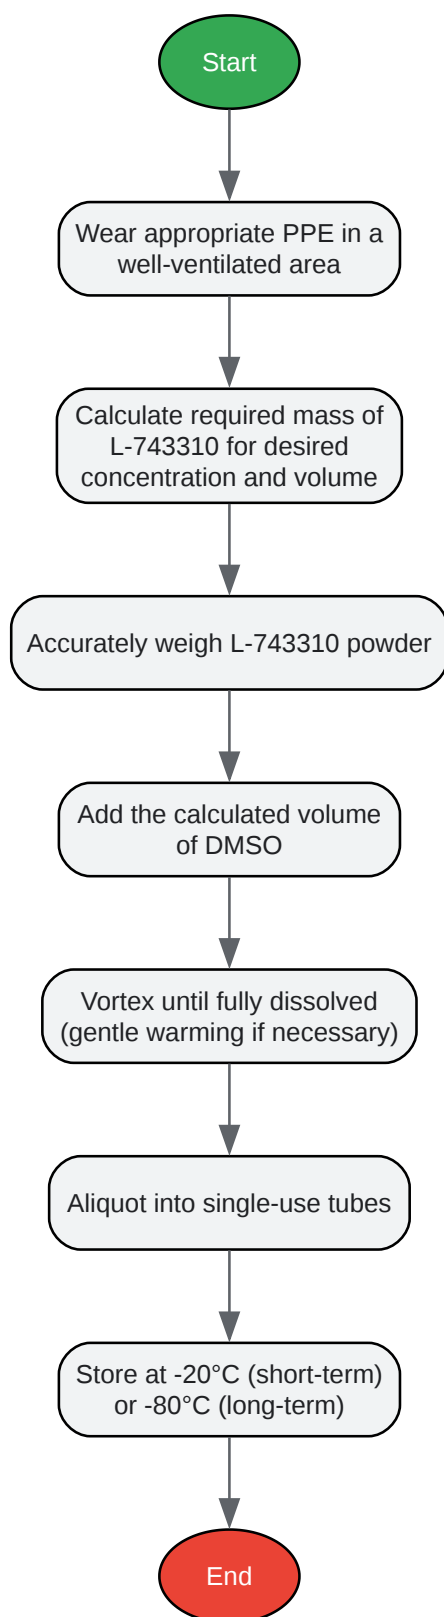 Start
Wear appropriate PPE in a
well-ventilated area
Calculate required mass of
L-743310 for desired
concentration and volume
Accurately weigh L-743310 powder
Add the calculated volume
of DMSO
Vortex until fully dissolved
(gentle warming if necessary)
Aliquot into single-use tubes
Store at -20°C (short-term)
or -80°C (long-term)
End